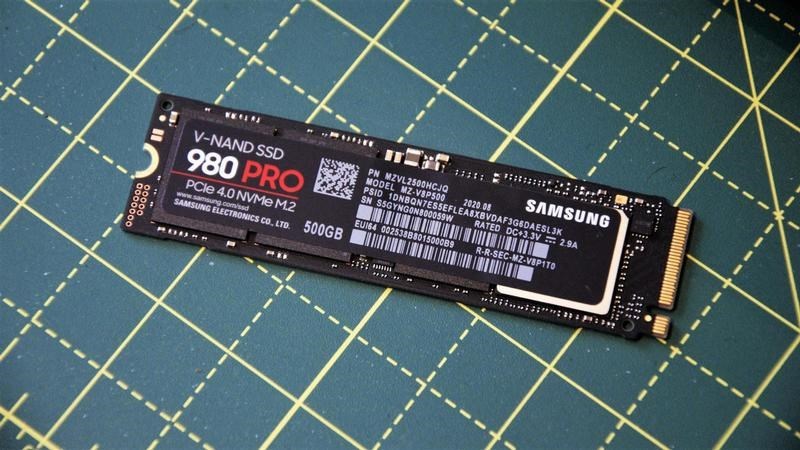 V-NAND SSD
980 PRO
PCIe 4.0 NVMe M.2
www.samsung.com/ssd
SAMSUNG ELECTRONICS CO., LTD.
500GB
PN MZVL2500HCJQ
MODEL MZ-V8P500 2020.08
PSID 1DNBQN7ES5EFLEA8XBVDAF3G6DAESL3K
SN S5GYNG0N800059W RATED DC+3.3V ⎓ 2.9A
EUI64 002538B8015000B9
R-R-SEC-MZ-V8P1T0
SAMSUNG